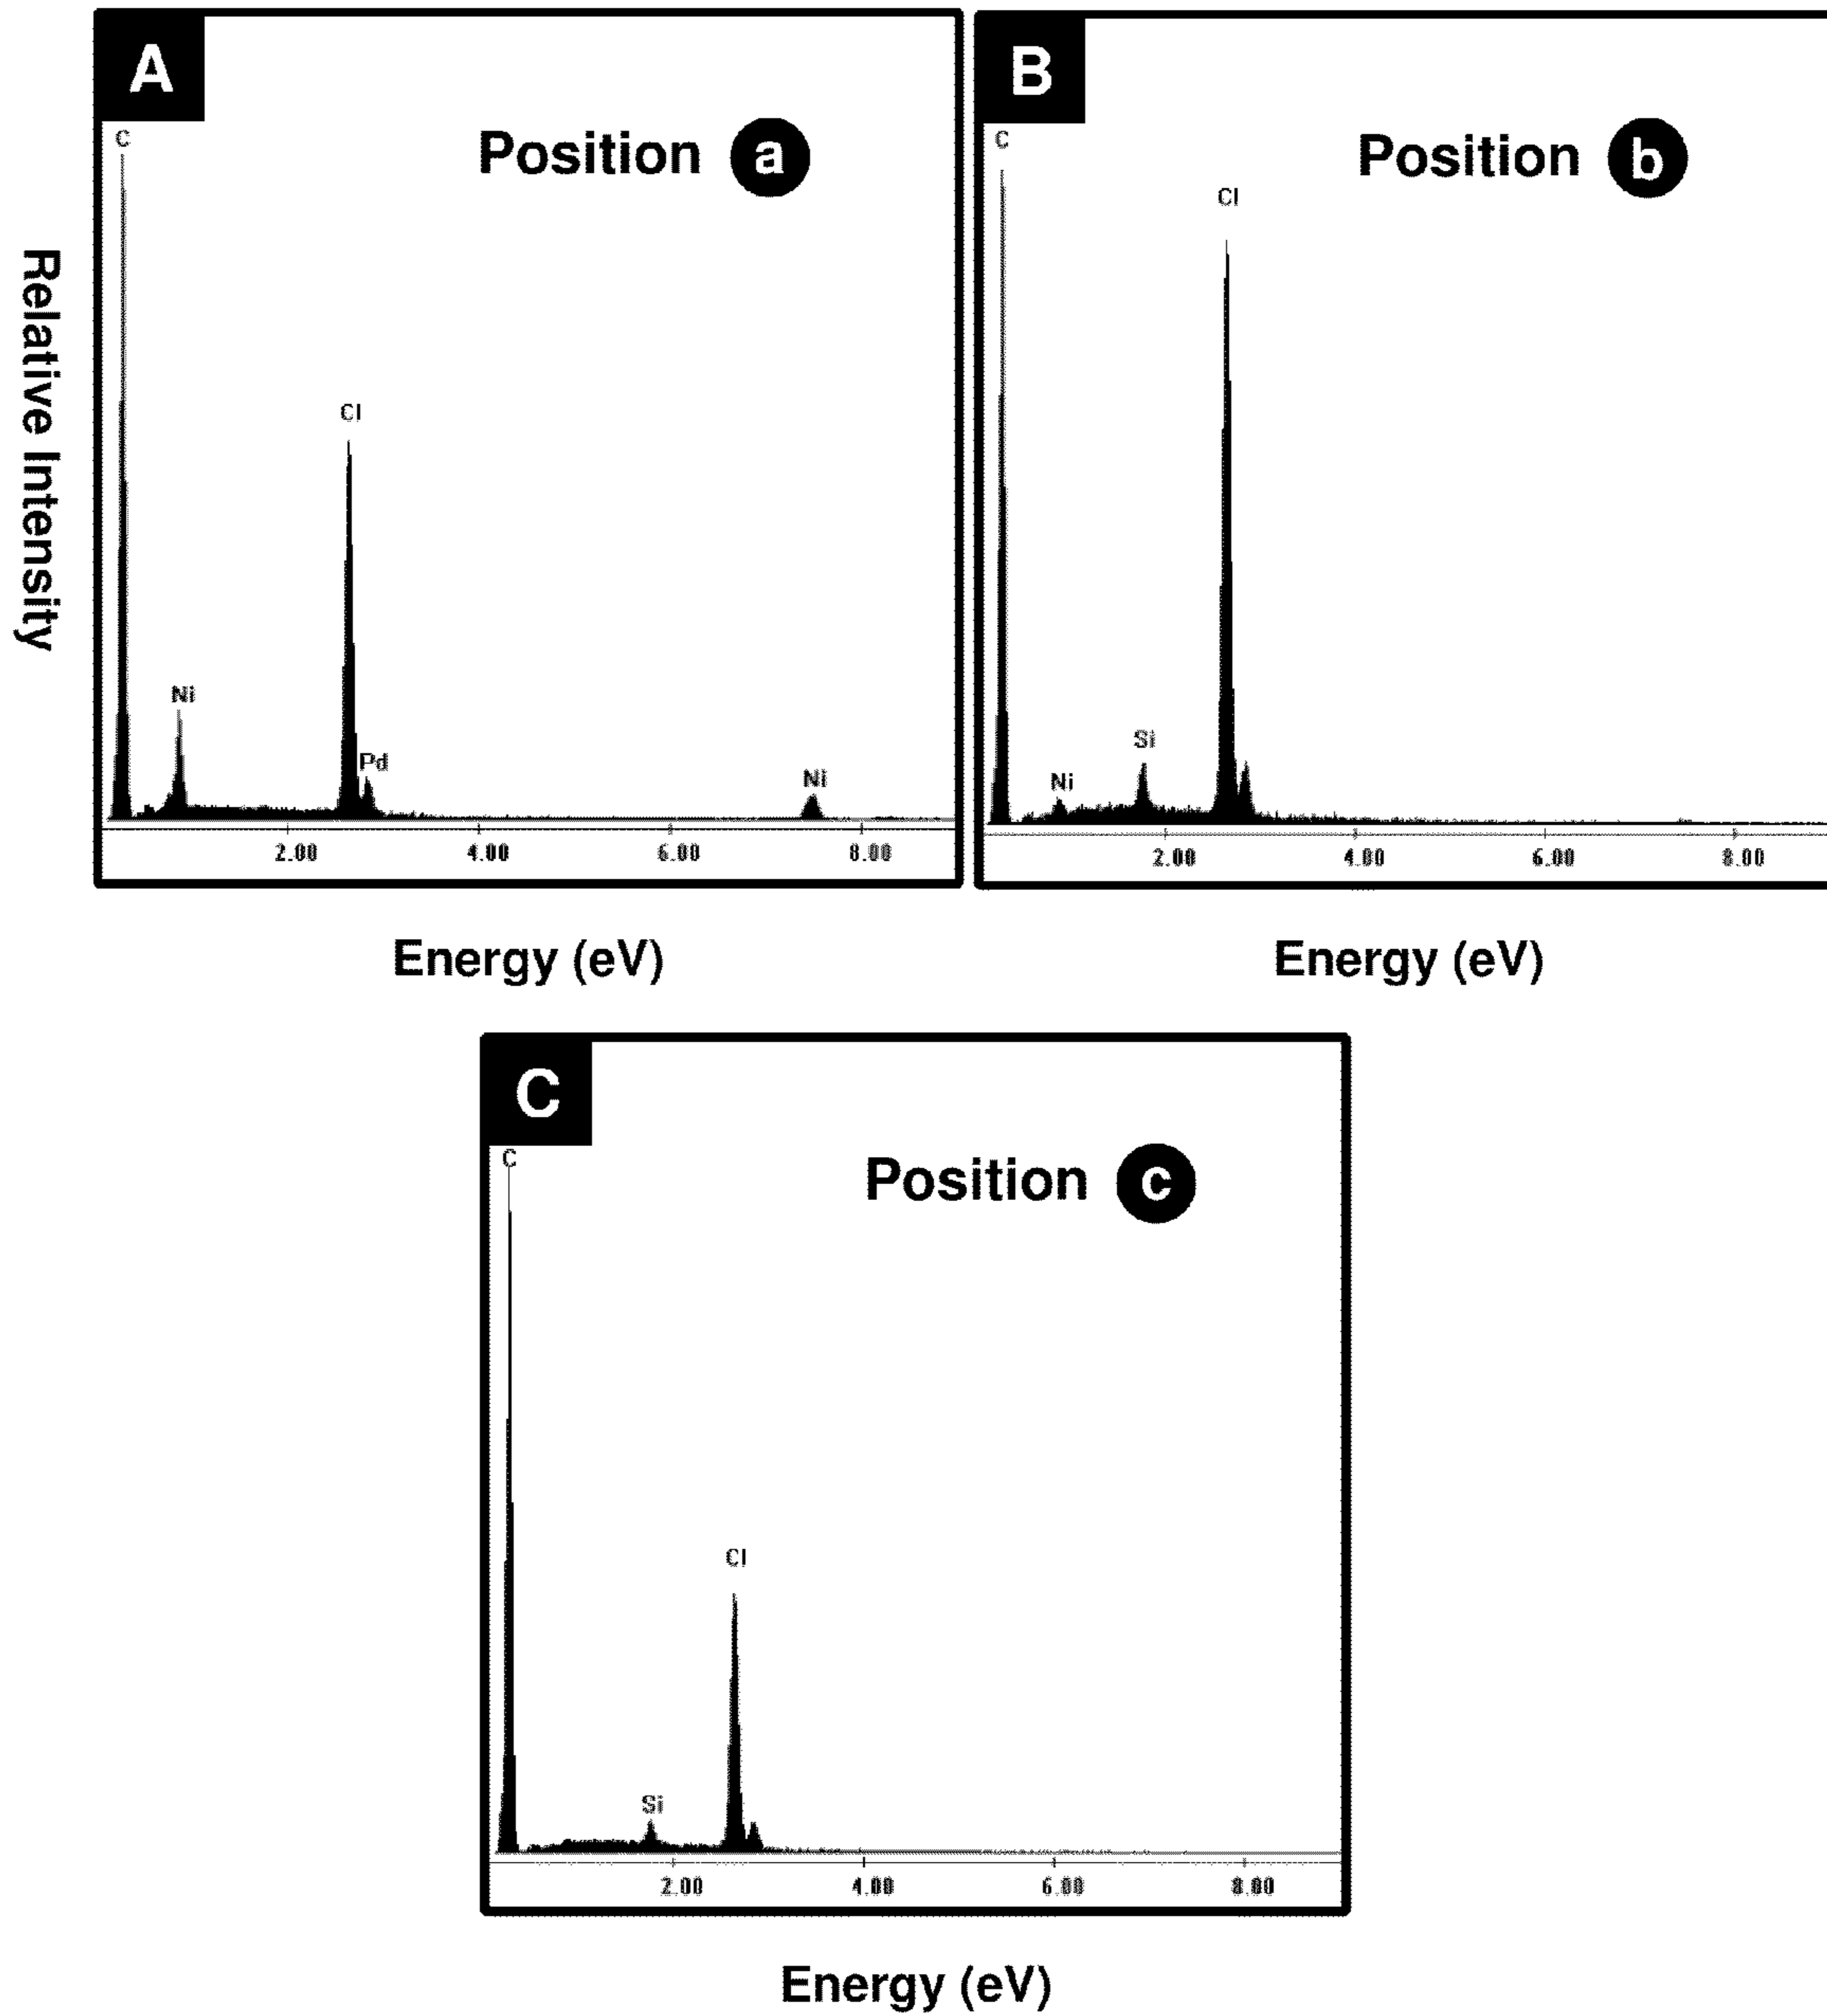 A
Position a
C
Cl
Ni
Pd
Ni
2.00 4.00 6.00 8.00
Relative Intensity
Energy (eV)
B
Position b
C
Cl
Si
Ni
2.00 4.00 6.00 8.00
Energy (eV)
C
Position c
C
Cl
Si
2.00 4.00 6.00 8.00
Energy (eV)